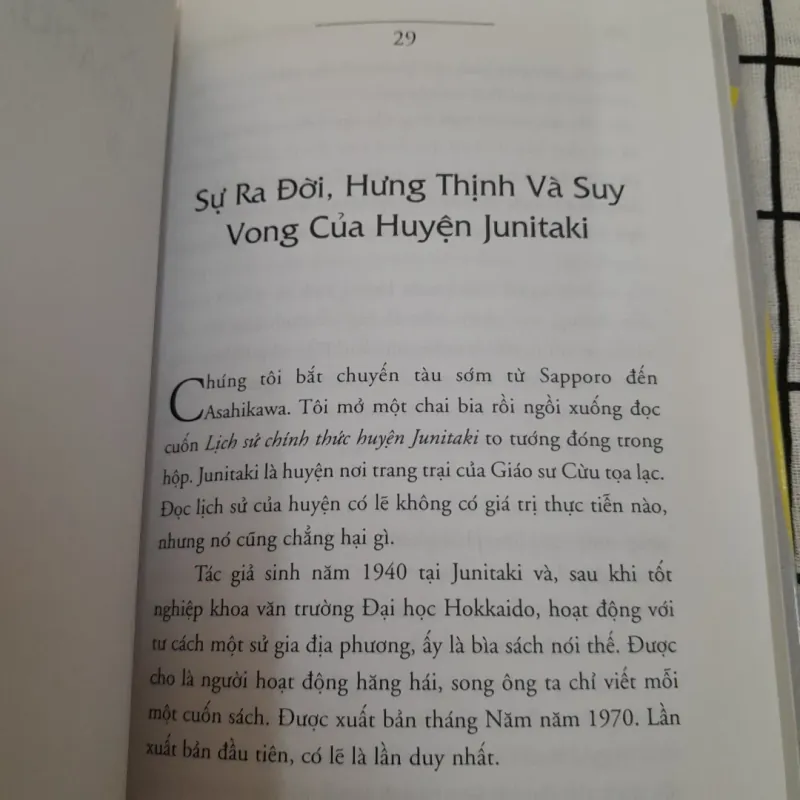 29
Sự Ra Đời, Hưng Thịnh Và Suy
Vong Của Huyện Junitaki
Chúng tôi bắt chuyến tàu sớm từ Sapporo đến
Asahikawa. Tôi mở một chai bia rồi ngồi xuống đọc
cuốn Lịch sử chính thức huyện Junitaki to tướng đóng trong
hộp. Junitaki là huyện nơi trang trại của Giáo sư Cừu tọa lạc.
Đọc lịch sử của huyện có lẽ không có giá trị thực tiễn nào,
nhưng nó cũng chẳng hại gì.
Tác giả sinh năm 1940 tại Junitaki và, sau khi tốt
nghiệp khoa văn trường Đại học Hokkaido, hoạt động với
tư cách một sử gia địa phương, ấy là bìa sách nói thế. Được
cho là người hoạt động hăng hái, song ông ta chỉ viết mỗi
một cuốn sách. Được xuất bản tháng Năm năm 1970. Lần
xuất bản đầu tiên, có lẽ là lần duy nhất.